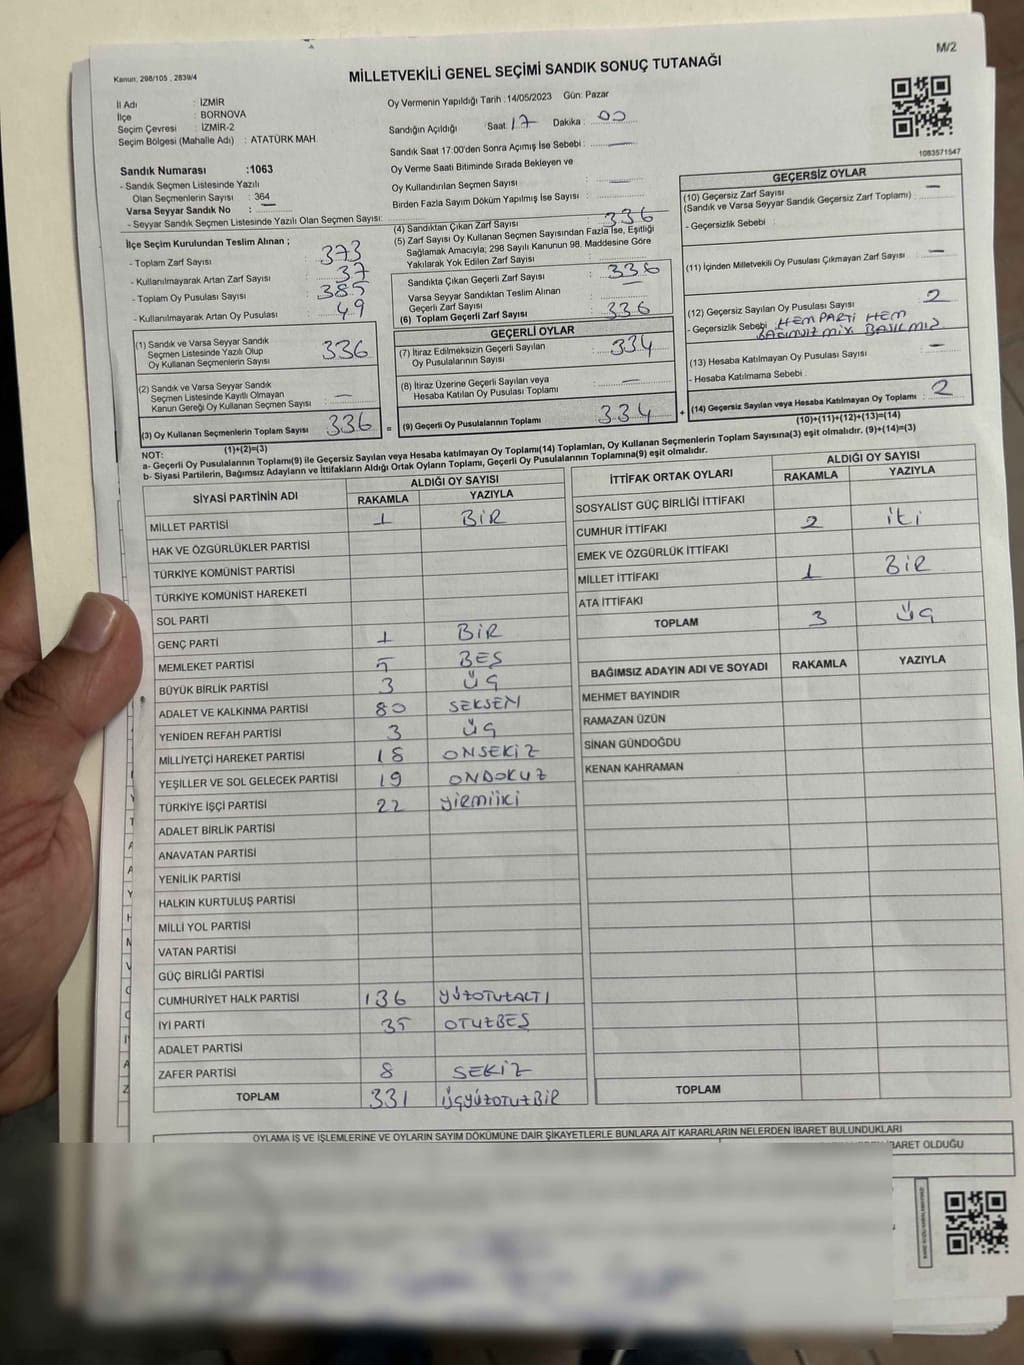 M/2
Kanun; 298/105 , 2839/4
MİLLETVEKİLİ GENEL SEÇİMİ SANDIK SONUÇ TUTANAĞI
İl Adı : İZMİR
İlçe : BORNOVA
Seçim Çevresi : İZMİR-2
Seçim Bölgesi (Mahalle Adı) : ATATÜRK MAH.
Sandık Numarası :1063
- Sandık Seçmen Listesinde Yazılı
Olan Seçmenlerin Sayısı : 364
Varsa Seyyar Sandık No : —
- Seyyar Sandık Seçmen Listesinde Yazılı Olan Seçmen Sayısı:
Oy Vermenin Yapıldığı Tarih :14/05/2023 Gün: Pazar
Sandığın Açıldığı :Saat 17 Dakika : 00
Sandık Saat 17:00'den Sonra Açımış İse Sebebi : —
Oy Verme Saati Bitiminde Sırada Bekleyen ve
Oy Kullandırılan Seçmen Sayısı : —
Birden Fazla Sayım Döküm Yapılmış İse Sayısı : —
1083571547
İlçe Seçim Kurulundan Teslim Alınan ;
- Toplam Zarf Sayısı : 373
- Kullanılmayarak Artan Zarf Sayısı : 37
- Toplam Oy Pusulası Sayısı : 385
- Kullanılmayarak Artan Oy Pusulası : 49
(1) Sandık ve Varsa Seyyar Sandık
Seçmen Listesinde Yazılı Olup
Oy Kullanan Seçmenlerin Sayısı : 336
(2) Sandık ve Varsa Seyyar Sandık
Seçmen Listesinde Kayıtlı Olmayan
Kanun Gereği Oy Kullanan Seçmen Sayısı : —
(3) Oy Kullanan Seçmenlerin Toplam Sayısı : 336
(1)+(2)=(3)
(4) Sandıktan Çıkan Zarf Sayısı : 336
(5) Zarf Sayısı Oy Kullanan Seçmen Sayısından Fazla İse, Eşitliği
Sağlamak Amacıyla; 298 Sayılı Kanunun 98. Maddesine Göre
Yakılarak Yok Edilen Zarf Sayısı :
Sandıkta Çıkan Geçerli Zarf Sayısı : 336
Varsa Seyyar Sandıktan Teslim Alınan
Geçerli Zarf Sayısı : —
(6) Toplam Geçerli Zarf Sayısı : 336
GEÇERLİ OYLAR
(7) İtiraz Edilmeksizin Geçerli Sayılan
Oy Pusulalarının Sayısı : 334
(8) İtiraz Üzerine Geçerli Sayılan veya
Hesaba Katılan Oy Pusulası Toplamı : —
= (9) Geçerli Oy Pusulalarının Toplamı : 334 +
GEÇERSİZ OYLAR
(10) Geçersiz Zarf Sayısı
(Sandık ve Varsa Seyyar Sandık Geçersiz Zarf Toplamı) : —
- Geçersizlik Sebebi :
(11) İçinden Milletvekili Oy Pusulası Çıkmayan Zarf Sayısı : —
(12) Geçersiz Sayılan Oy Pusulası Sayısı : 2
- Geçersizlik Sebebi : HEM PARTİ HEM
BAĞIMSIZ MİV. BASILMIŞ
(13) Hesaba Katılmayan Oy Pusulası Sayısı : —
- Hesaba Katılmama Sebebi :
(14) Geçersiz Sayılan veya Hesaba Katılmayan Oy Toplamı : 2
(10)+(11)+(12)+(13)=(14)
NOT:
a- Geçerli Oy Pusulalarının Toplamı(9) ile Geçersiz Sayılan veya Hesaba katılmayan Oy Toplamı(14) Toplamları, Oy Kullanan Seçmenlerin Toplam Sayısına(3) eşit olmalıdır. (9)+(14)=(3)
b- Siyasi Partilerin, Bağımsız Adayların ve İttifakların Aldığı Ortak Oyların Toplamı, Geçerli Oy Pusulalarının Toplamına(9) eşit olmalıdır.
SİYASİ PARTİNİN ADI ALDIĞI OY SAYISI
RAKAMLA YAZIYLA
MİLLET PARTİSİ 1 BİR
HAK VE ÖZGÜRLÜKLER PARTİSİ
TÜRKİYE KOMÜNİST PARTİSİ
TÜRKİYE KOMÜNİST HAREKETİ
SOL PARTİ
GENÇ PARTİ 1 BİR
MEMLEKET PARTİSİ 5 BEŞ
BÜYÜK BİRLİK PARTİSİ 3 ÜÇ
ADALET VE KALKINMA PARTİSİ 80 SEKSEN
YENİDEN REFAH PARTİSİ 3 ÜÇ
MİLLİYETÇİ HAREKET PARTİSİ 18 ONSEKİZ
YEŞİLLER VE SOL GELECEK PARTİSİ 19 ONDOKUZ
TÜRKİYE İŞÇİ PARTİSİ 22 yirmiiki
ADALET BİRLİK PARTİSİ
ANAVATAN PARTİSİ
YENİLİK PARTİSİ
HALKIN KURTULUŞ PARTİSİ
MİLLİ YOL PARTİSİ
VATAN PARTİSİ
GÜÇ BİRLİĞİ PARTİSİ
CUMHURİYET HALK PARTİSİ 136 YÜZOTUZALTI
İYİ PARTİ 35 OTUZBEŞ
ADALET PARTİSİ
ZAFER PARTİSİ 8 SEKİZ
TOPLAM 331 ÜÇYÜZOTUZBİR
İTTİFAK ORTAK OYLARI ALDIĞI OY SAYISI
RAKAMLA YAZIYLA
SOSYALİST GÜÇ BİRLİĞİ İTTİFAKI
CUMHUR İTTİFAKI 2 İKİ
EMEK VE ÖZGÜRLÜK İTTİFAKI
MİLLET İTTİFAKI 1 BİR
ATA İTTİFAKI
TOPLAM 3 ÜÇ
BAĞIMSIZ ADAYIN ADI VE SOYADI RAKAMLA YAZIYLA
MEHMET BAYINDIR
RAMAZAN ÜZÜN
SİNAN GÜNDOĞDU
KENAN KAHRAMAN
TOPLAM
OYLAMA İŞ VE İŞLEMLERİNE VE OYLARIN SAYIM DÖKÜMÜNE DAİR ŞİKAYETLERLE BUNLARA AİT KARARLARIN NELERDEN İBARET BULUNDUKLARI
BARET OLDUĞU